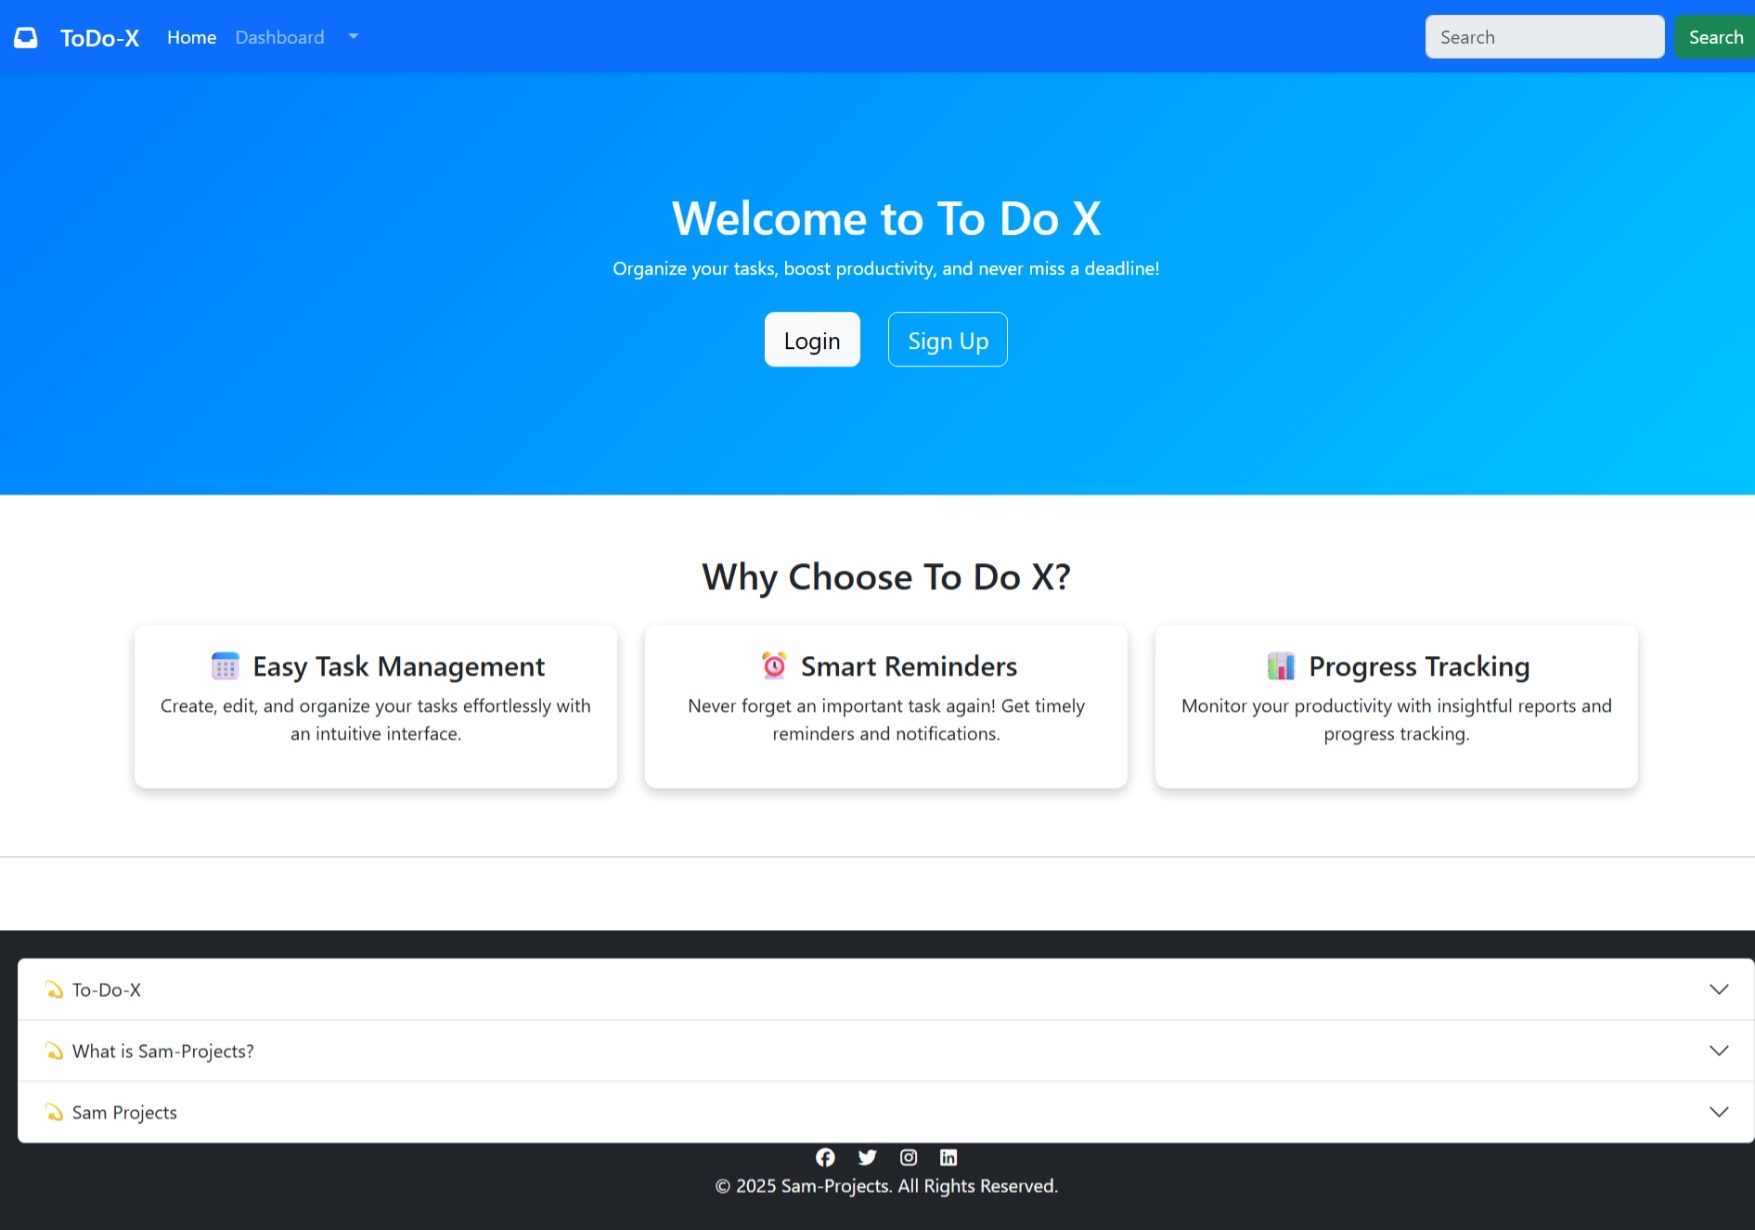 ToDo-X Home Dashboard Search Search
Welcome to To Do X
Organize your tasks, boost productivity, and never miss a deadline!
Login Sign Up
Why Choose To Do X?
Easy Task Management
Create, edit, and organize your tasks effortlessly with
an intuitive interface.
Smart Reminders
Never forget an important task again! Get timely
reminders and notifications.
Progress Tracking
Monitor your productivity with insightful reports and
progress tracking.
To-Do-X
What is Sam-Projects?
Sam Projects
© 2025 Sam-Projects. All Rights Reserved.